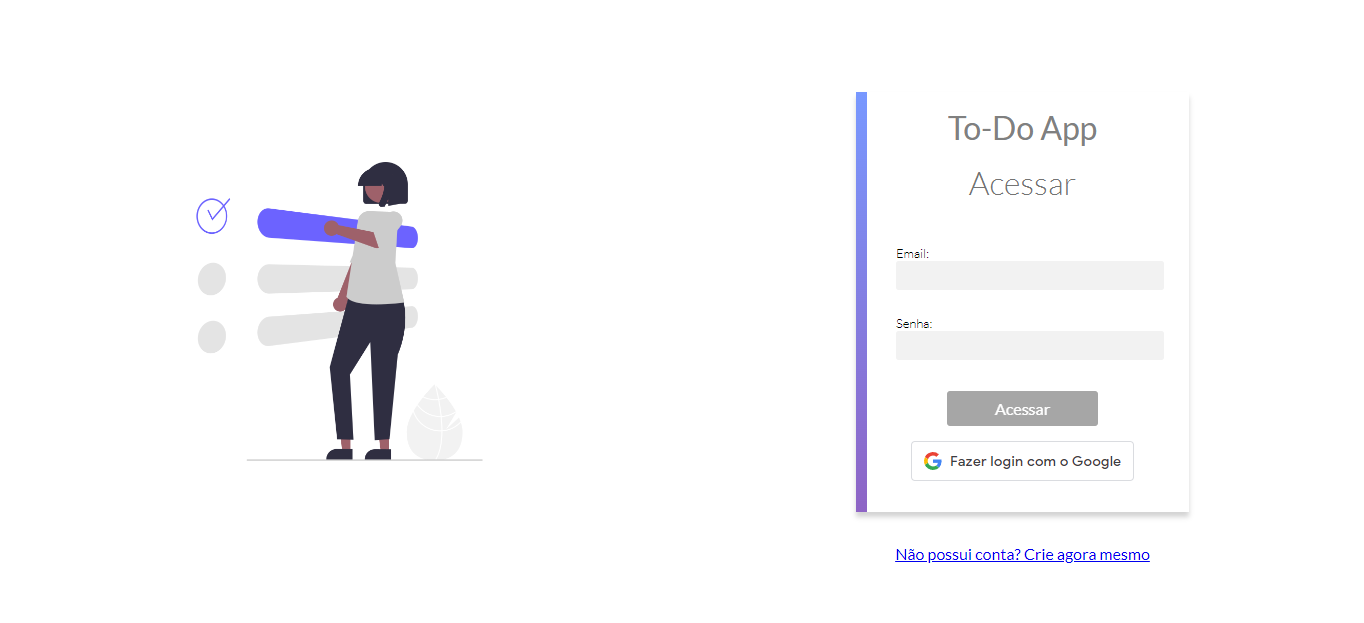 To-Do App
Acessar
Email:
Senha:
Acessar
Fazer login com o Google
Não possui conta? Crie agora mesmo